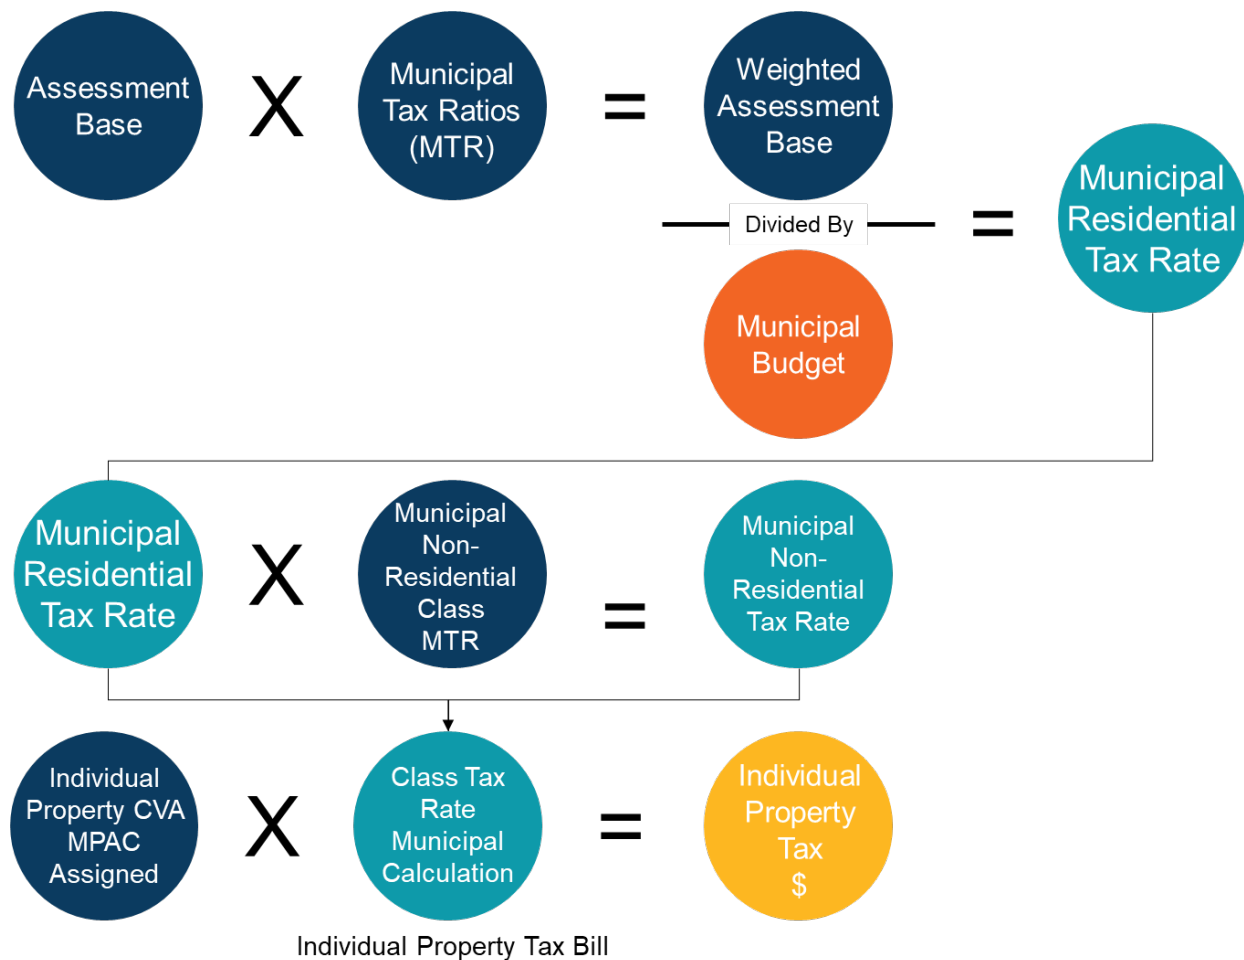 Assessment
Base
X
Municipal
Tax Ratios
(MTR)
=
Weighted
Assessment
Base
Divided By
Municipal
Budget
=
Municipal
Residential
Tax Rate
Municipal
Residential
Tax Rate
X
Municipal
Non-
Residential
Class
MTR
=
Municipal
Non-
Residential
Tax Rate
Individual
Property CVA
MPAC
Assigned
X
Class Tax
Rate
Municipal
Calculation
=
Individual
Property
Tax
$
Individual Property Tax Bill